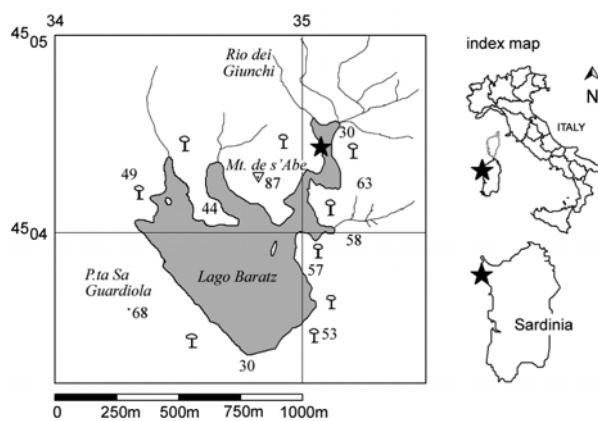 34
35
45 05
Rio dei
Giunchi
30
Mt. de s'Abe
87
49
63
44
58
45 04
57
P.ta Sa
Guardiola
68
Lago Baratz
53
30
0 250m 500m 750m 1000m
index map
N
ITALY
Sardinia